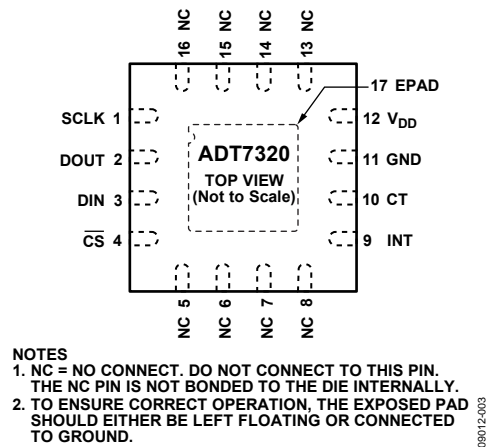 16 NC
15 NC
14 NC
13 NC
17 EPAD
SCLK 1
12 VDD
DOUT 2
ADT7320
11 GND
TOP VIEW
(Not to Scale)
DIN 3
10 CT
CS 4
9 INT
NC 5
NC 6
NC 7
NC 8
NOTES
1. NC = NO CONNECT. DO NOT CONNECT TO THIS PIN.
THE NC PIN IS NOT BONDED TO THE DIE INTERNALLY.
2. TO ENSURE CORRECT OPERATION, THE EXPOSED PAD
SHOULD EITHER BE LEFT FLOATING OR CONNECTED
TO GROUND.
09012-003